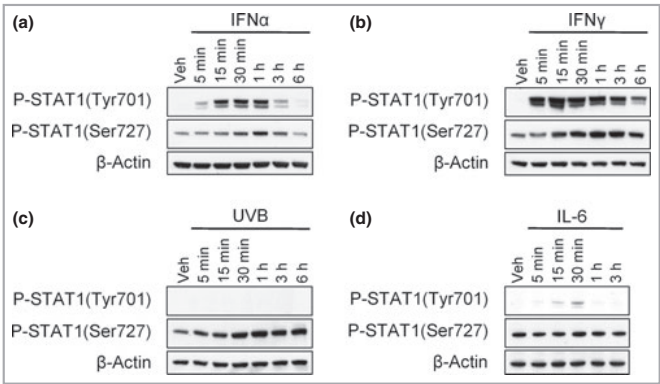 (a)
IFNα
Veh
5 min
15 min
30 min
1 h
3 h
6 h
P-STAT1(Tyr701)
P-STAT1(Ser727)
β-Actin
(b)
IFNγ
Veh
5 min
15 min
30 min
1 h
3 h
6 h
P-STAT1(Tyr701)
P-STAT1(Ser727)
β-Actin
(c)
UVB
Veh
5 min
15 min
30 min
1 h
3 h
6 h
P-STAT1(Tyr701)
P-STAT1(Ser727)
β-Actin
(d)
IL-6
Veh
5 min
15 min
30 min
1 h
3 h
P-STAT1(Tyr701)
P-STAT1(Ser727)
β-Actin